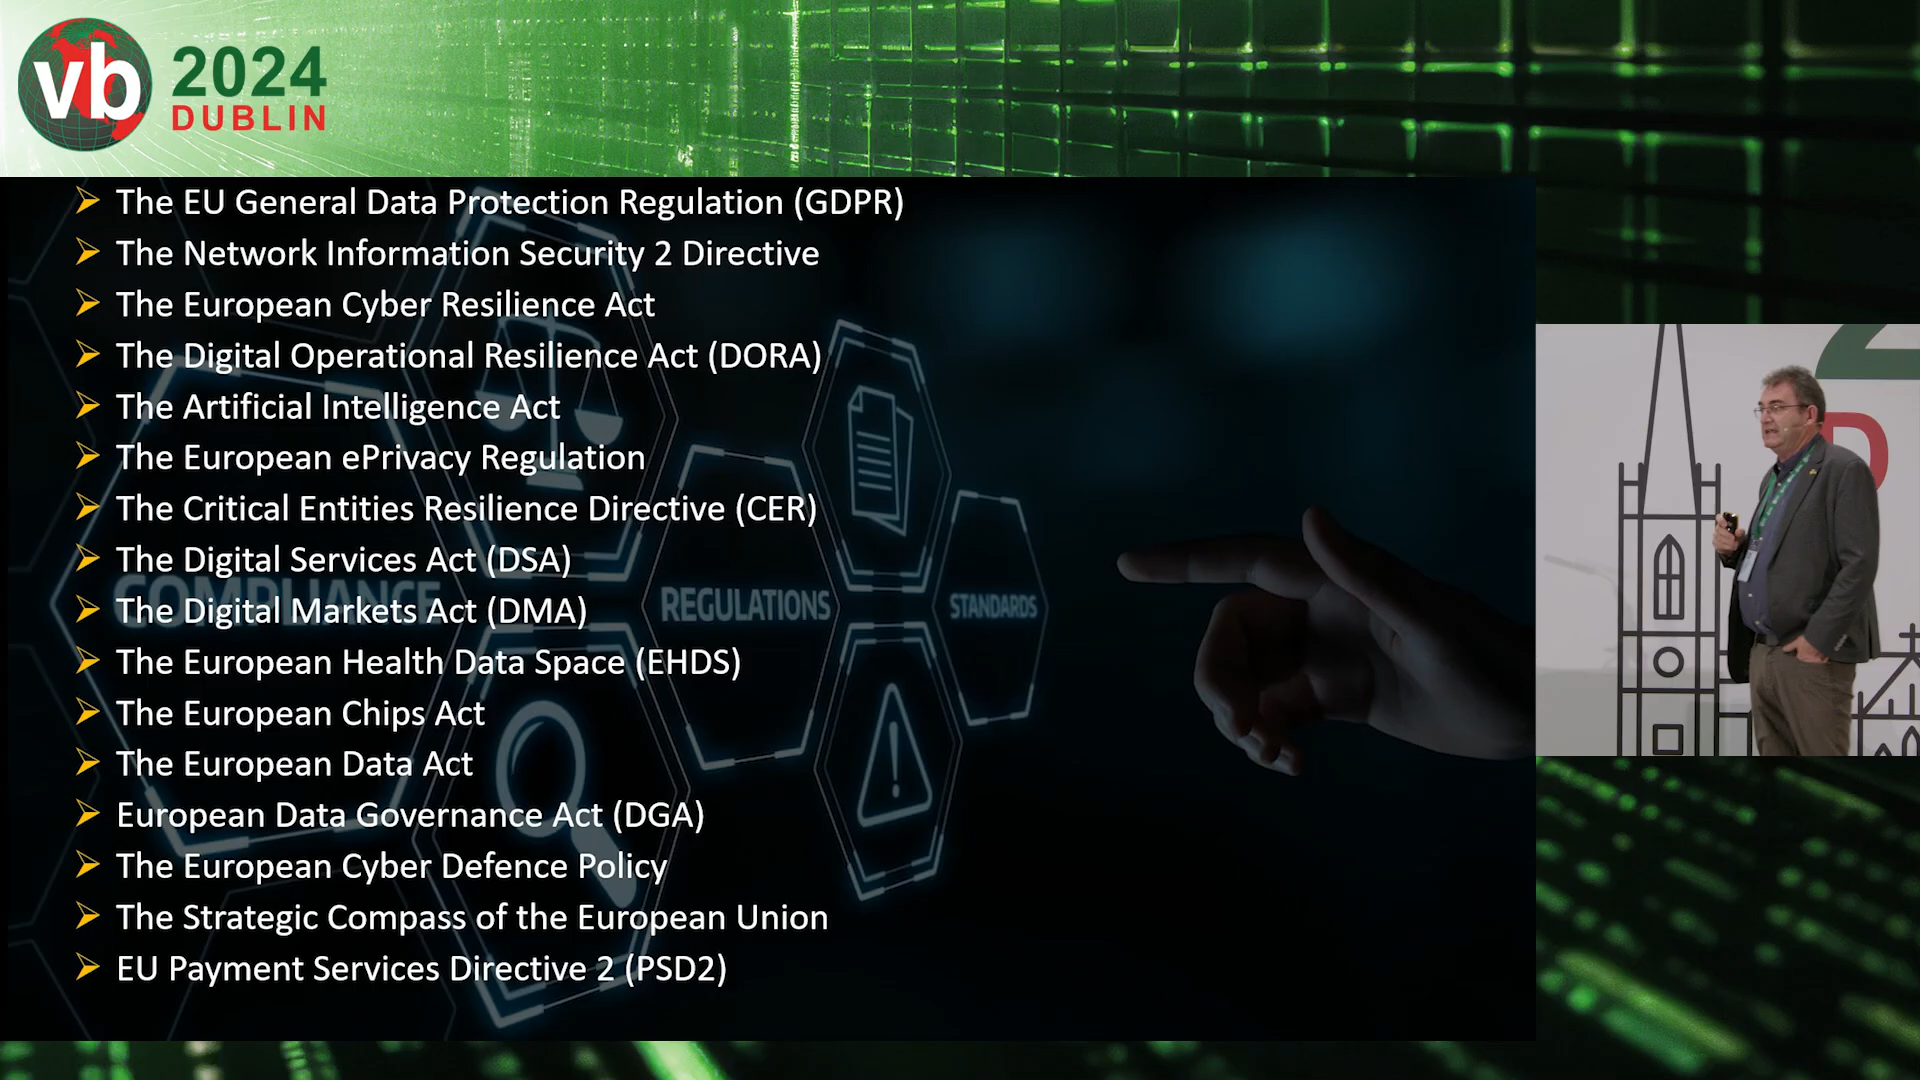 vb
2024
DUBLIN
The EU General Data Protection Regulation (GDPR)
The Network Information Security 2 Directive
The European Cyber Resilience Act
The Digital Operational Resilience Act (DORA)
The Artificial Intelligence Act
The European ePrivacy Regulation
The Critical Entities Resilience Directive (CER)
The Digital Services Act (DSA)
The Digital Markets Act (DMA)
The European Health Data Space (EHDS)
The European Chips Act
The European Data Act
European Data Governance Act (DGA)
The European Cyber Defence Policy
The Strategic Compass of the European Union
EU Payment Services Directive 2 (PSD2)
COMPLIANCE
REGULATIONS
STANDARDS
2
D